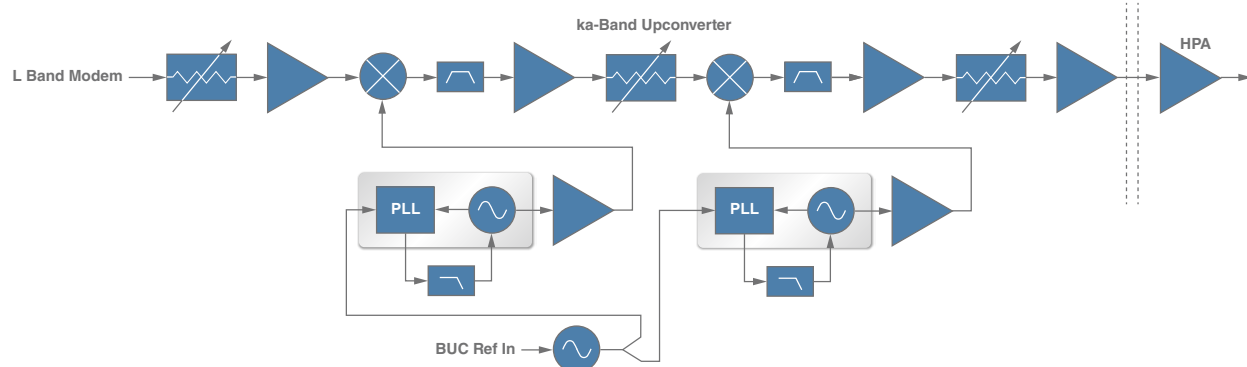 ka-Band Upconverter
L Band Modem
HPA
PLL
PLL
BUC Ref In